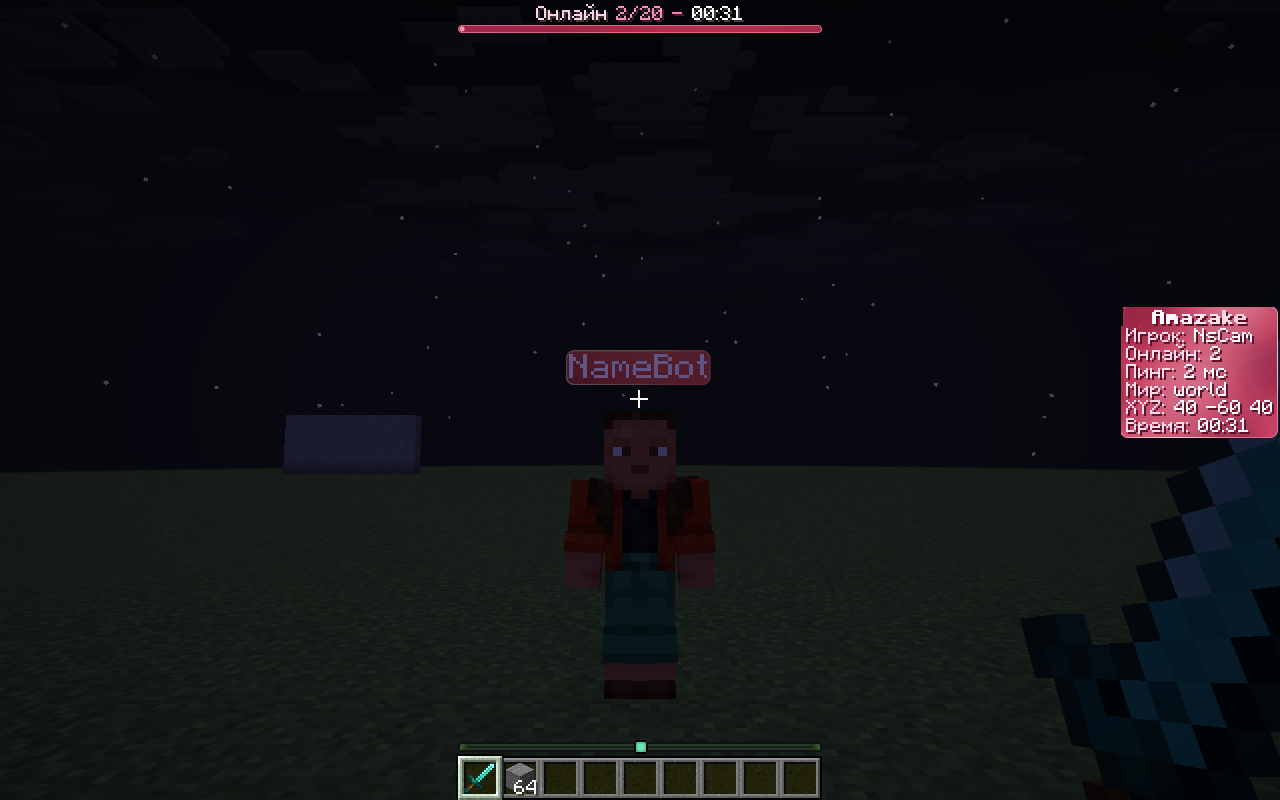 Онлайн 2/20 - 00:31
NameBot
Amazake
Игрок: NsCam
Онлайн: 2
Пинг: 2 мс
Мир: world
XYZ: 40 -60 40
Время: 00:31
64